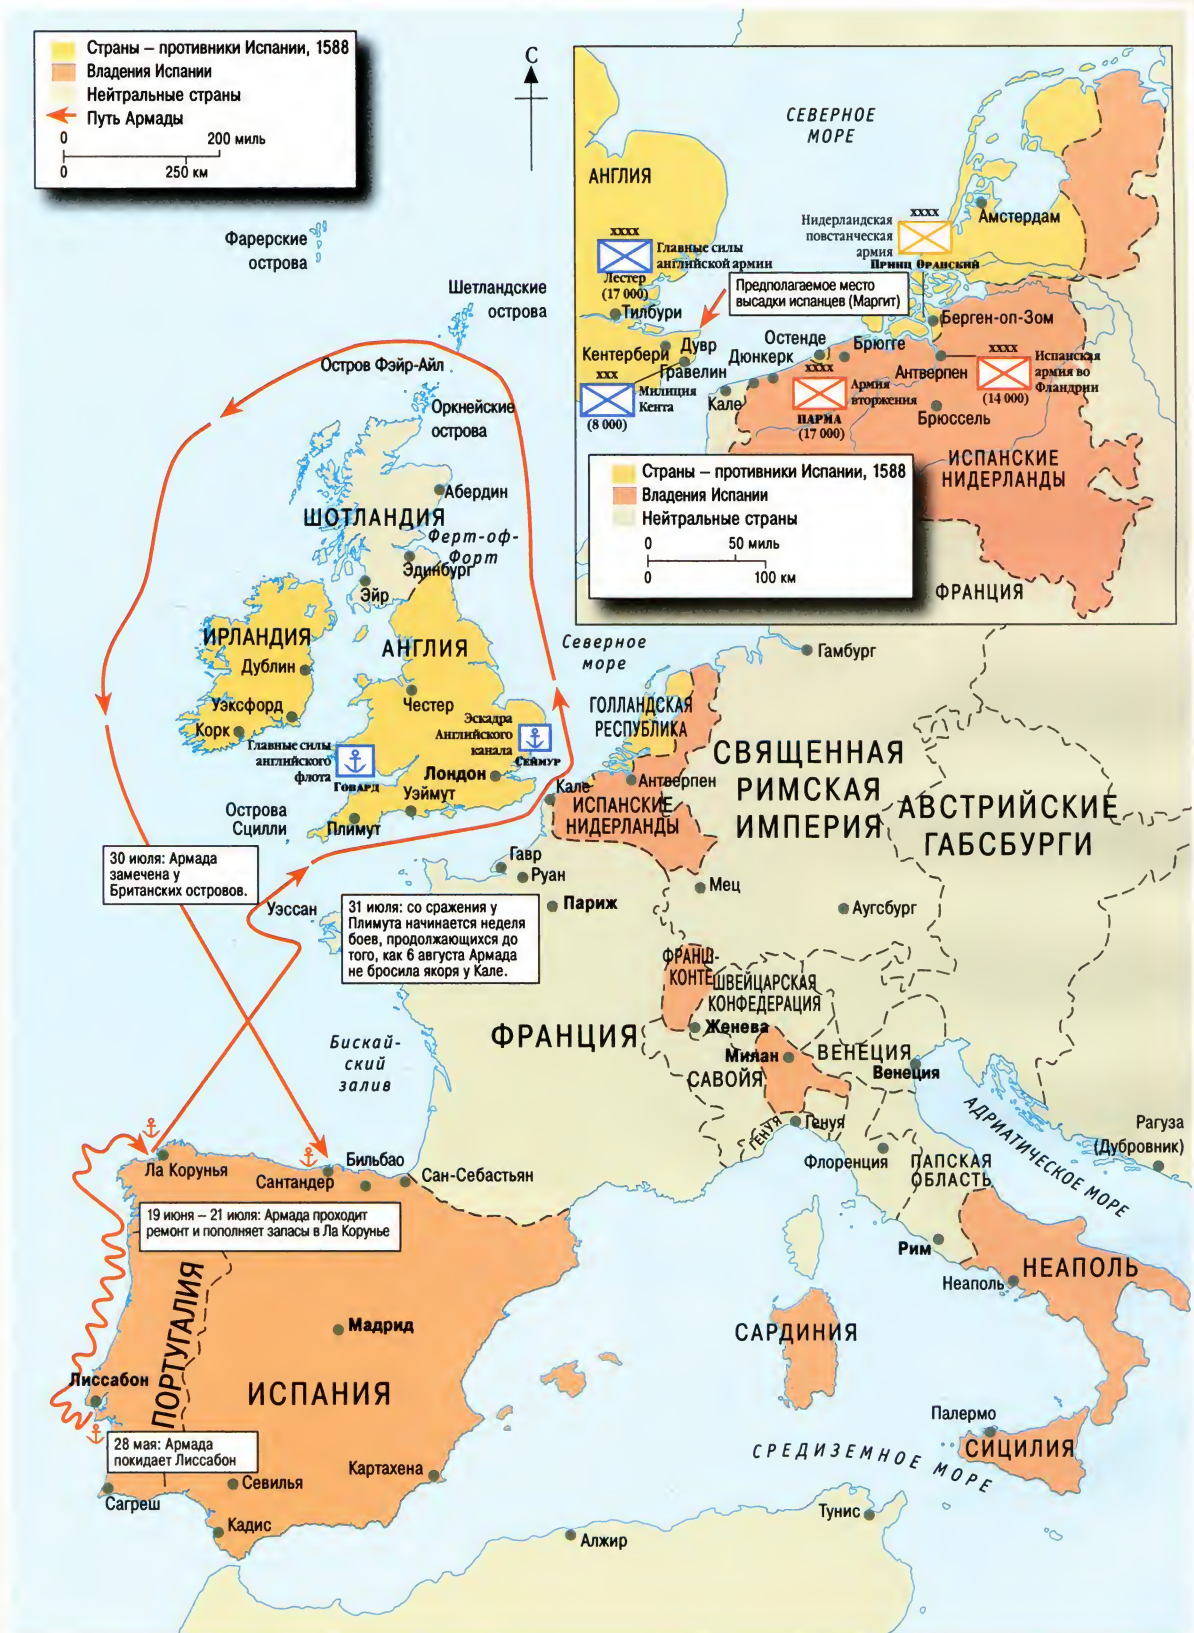 Страны – противники Испании, 1588
Владения Испании
Нейтральные страны
Путь Армады
0 200 миль
0 250 км
С
Фарерские
острова
Шетландские
острова
Остров Фэйр-Айл
Оркнейские
острова
Абердин
ШОТЛАНДИЯ
Ферт-оф-
Форт
Эдинбург
Эйр
ИРЛАНДИЯ
Дублин
Уэксфорд
Корк
АНГЛИЯ
Честер
Эскадра
Английского
канала
Сеймур
Главные силы
английского
флота
Говард
Лондон
Уэймут
Плимут
Острова
Сцилли
30 июля: Армада
замечена у
Британских островов.
Уэссан
31 июля: со сражения у
Плимута начинается неделя
боев, продолжающихся до
того, как 6 августа Армада
не бросила якоря у Кале.
СЕВЕРНОЕ
МОРЕ
АНГЛИЯ
xxxx
Главные силы
английской армии
Лестер
(17 000)
Тилбури
Нидерландская
повстанческая
армия
xxxx
Принц Оранский
Амстердам
Предполагаемое место
высадки испанцев (Маргит)
Берген-оп-Зом
Кентербери
Дувр
Остенде
Брюгге
Дюнкерк
Гравелин
Кале
xxx
Милиция
Кента
(8 000)
xxxx
Армия
вторжения
ПАРМА
(17 000)
Антверпен
xxxx
Испанская
армия во
Фландрии
(14 000)
Брюссель
ИСПАНСКИЕ
НИДЕРЛАНДЫ
ФРАНЦИЯ
Страны – противники Испании, 1588
Владения Испании
Нейтральные страны
0 50 миль
0 100 км
Северное
море
Гамбург
ГОЛЛАНДСКАЯ
РЕСПУБЛИКА
Кале
Антверпен
ИСПАНСКИЕ
НИДЕРЛАНДЫ
СВЯЩЕННАЯ
РИМСКАЯ
ИМПЕРИЯ
АВСТРИЙСКИЕ
ГАБСБУРГИ
Гавр
Руан
Париж
Мец
Аугсбург
ФРАНШ-
КОНТЕ
ШВЕЙЦАРСКАЯ
КОНФЕДЕРАЦИЯ
Женева
ФРАНЦИЯ
Милан
ВЕНЕЦИЯ
Венеция
САВОЙЯ
ГЕНУЯ
Генуя
Флоренция
ПАПСКАЯ
ОБЛАСТЬ
АДРИАТИЧЕСКОЕ МОРЕ
Рагуза
(Дубровник)
Рим
Неаполь
НЕАПОЛЬ
Бискай-
ский
залив
Ла Корунья
Сантандер
Бильбао
Сан-Себастьян
19 июня – 21 июля: Армада проходит
ремонт и пополняет запасы в Ла Корунье
ПОРТУГАЛИЯ
Мадрид
ИСПАНИЯ
Лиссабон
28 мая: Армада
покидает Лиссабон
Сагреш
Севилья
Кадис
Картахена
САРДИНИЯ
Палермо
СИЦИЛИЯ
СРЕДИЗЕМНОЕ МОРЕ
Тунис
Алжир